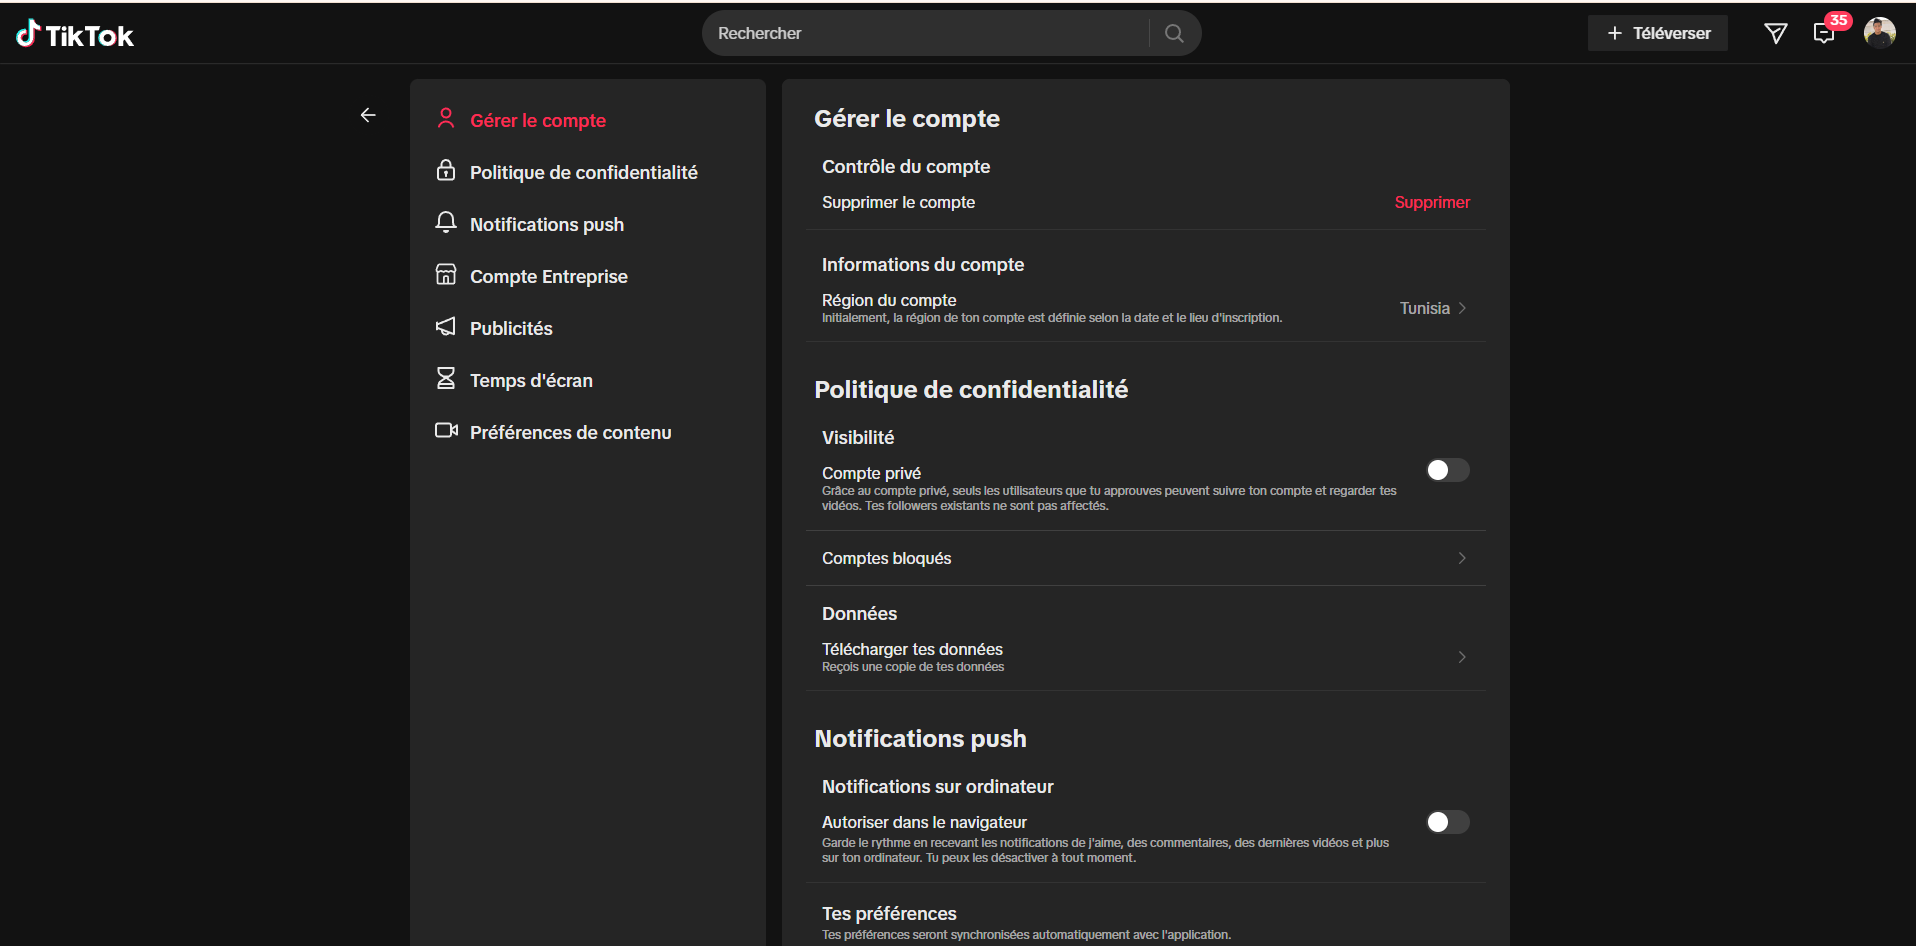 TikTok
Rechercher
Téléverser
35
Gérer le compte
Politique de confidentialité
Notifications push
Compte Entreprise
Publicités
Temps d'écran
Préférences de contenu
Gérer le compte
Contrôle du compte
Supprimer le compte
Supprimer
Informations du compte
Région du compte
Initialement, la région de ton compte est définie selon la date et le lieu d'inscription.
Tunisia
Politique de confidentialité
Visibilité
Compte privé
Grâce au compte privé, seuls les utilisateurs que tu approuves peuvent suivre ton compte et regarder tes
vidéos. Tes followers existants ne sont pas affectés.
Comptes bloqués
Données
Télécharger tes données
Reçois une copie de tes données
Notifications push
Notifications sur ordinateur
Autoriser dans le navigateur
Garde le rythme en recevant les notifications de j'aime, des commentaires, des dernières vidéos et plus
sur ton ordinateur. Tu peux les désactiver à tout moment.
Tes préférences
Tes préférences seront synchronisées automatiquement avec l'application.